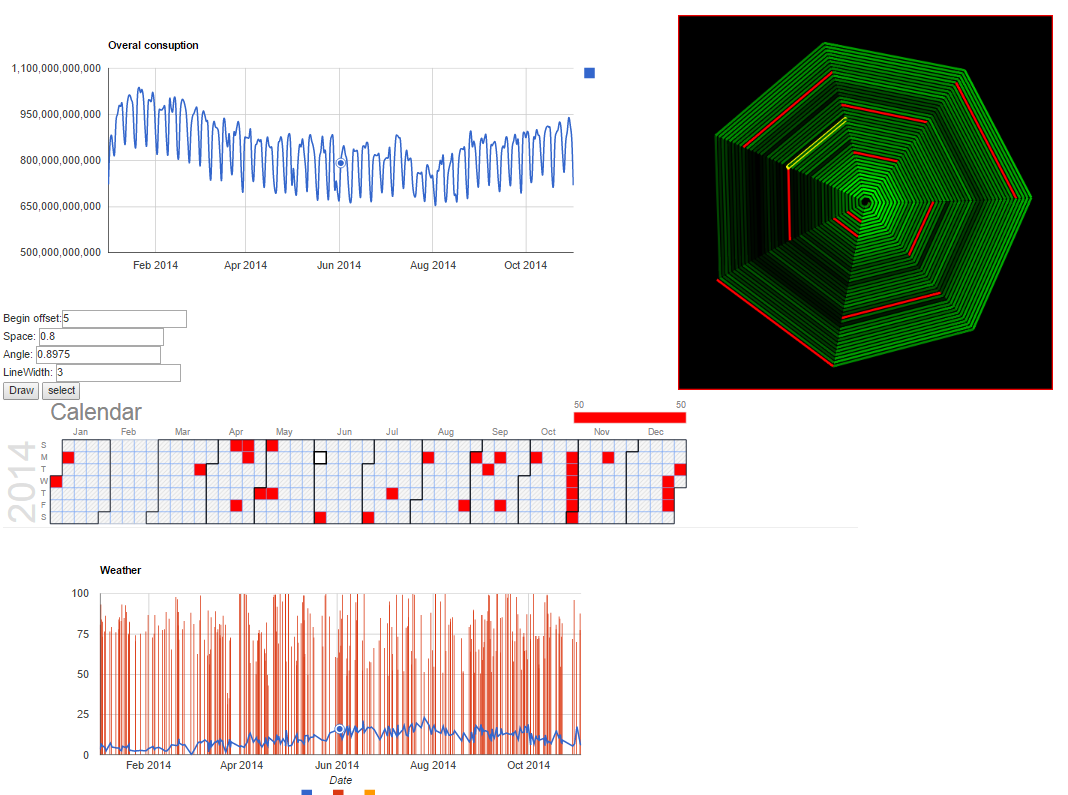 Overal consuption
1,100,000,000,000
950,000,000,000
800,000,000,000
650,000,000,000
500,000,000,000
Feb 2014 Apr 2014 Jun 2014 Aug 2014 Oct 2014
Begin offset: 5
Space: 0.8
Angle: 0.8975
LineWidth: 3
Draw select
Calendar
50 50
Jan Feb Mar Apr May Jun Jul Aug Sep Oct Nov Dec
2014
S
M
T
W
T
F
S
Weather
100
75
50
25
0
Feb 2014 Apr 2014 Jun 2014 Aug 2014 Oct 2014
Date